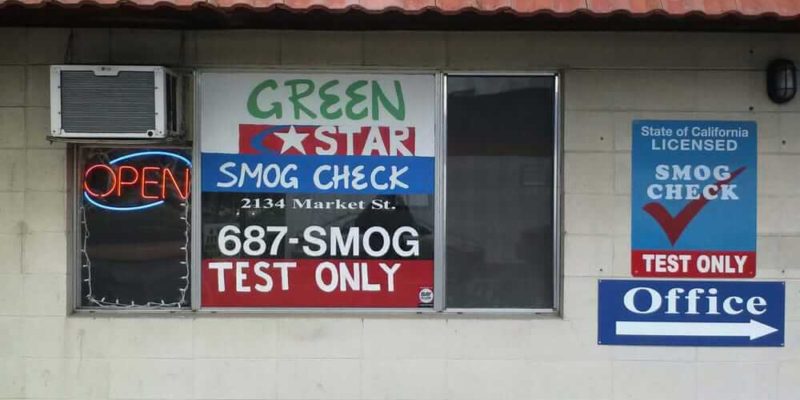 OPEN
GREEN
STAR
SMOG CHECK
2134 Market St.
687-SMOG
TEST ONLY
State of California
LICENSED
SMOG
CHECK
TEST ONLY
Office